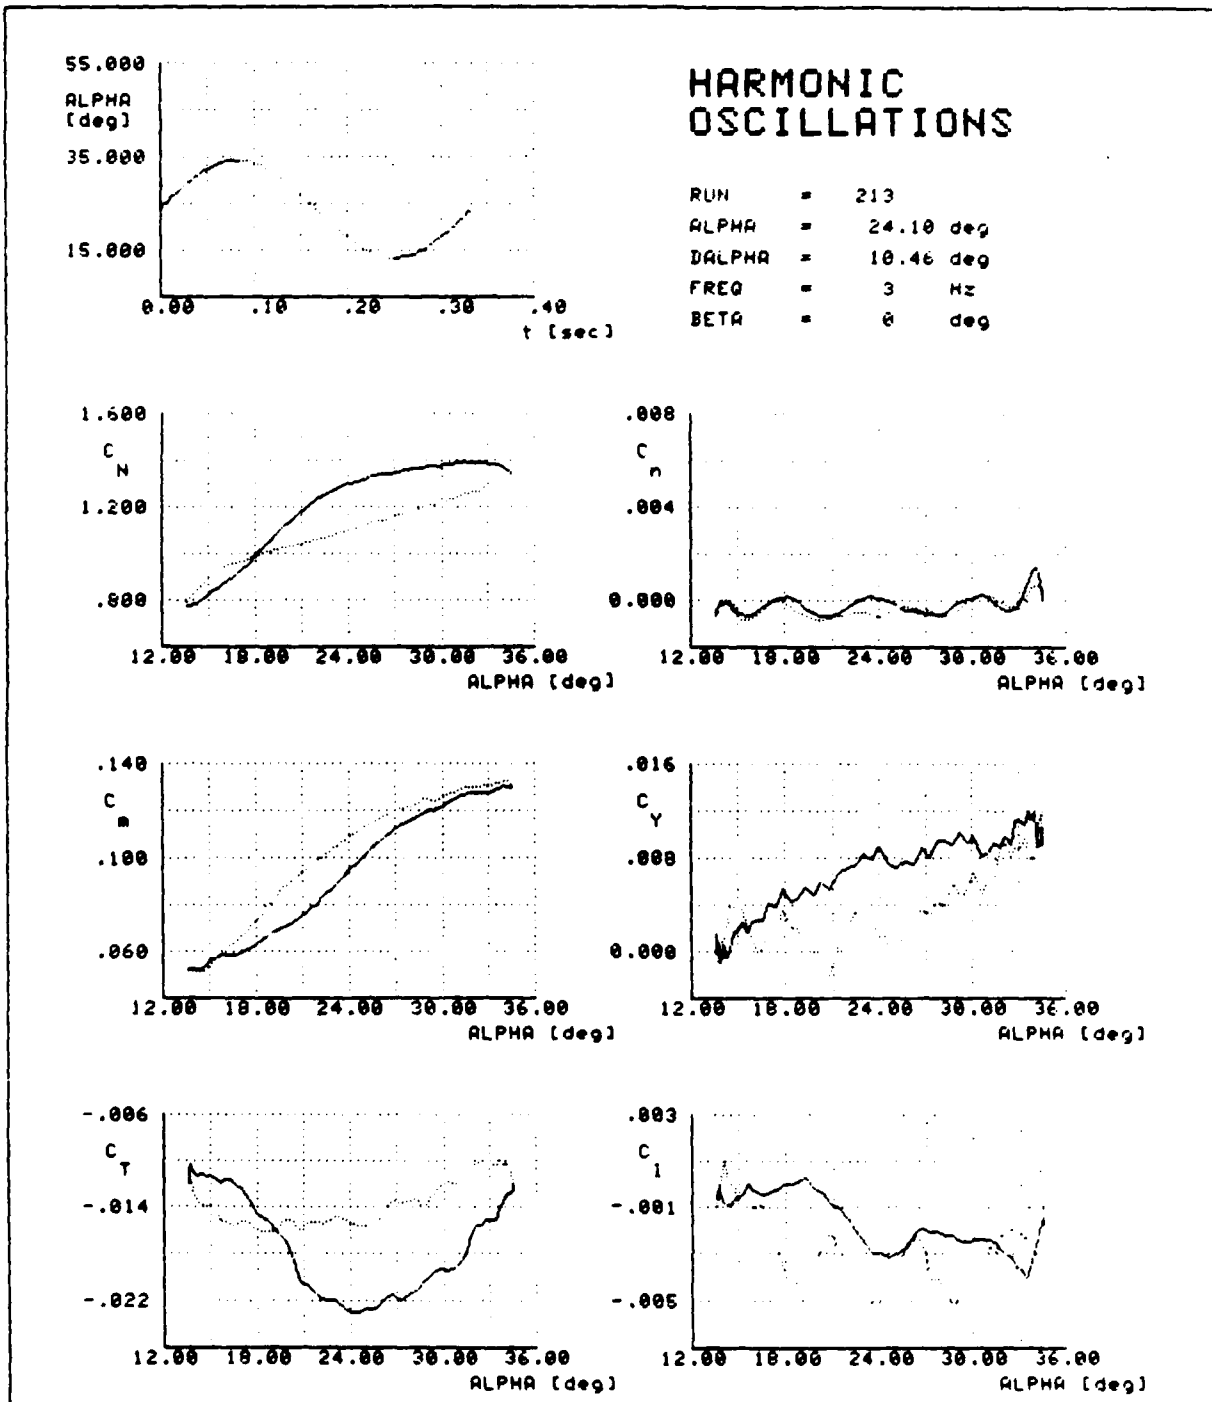 HARMONIC
OSCILLATIONS
RUN = 213
ALPHA = 24.10 deg
DALPHA = 10.46 deg
FREQ = 3 Hz
BETA = 0 deg
55.000
ALPHA
[deg]
35.000
15.000
0.00 .10 .20 .30 .40
t [sec]
1.600
C N
1.200
.800
12.00 18.00 24.00 30.00 36.00
ALPHA [deg]
.008
C n
.004
0.000
12.00 18.00 24.00 30.00 36.00
ALPHA [deg]
.140
C m
.100
.060
12.00 18.00 24.00 30.00 36.00
ALPHA [deg]
.016
C Y
.008
0.000
12.00 18.00 24.00 30.00 36.00
ALPHA [deg]
-.006
C T
-.014
-.022
12.00 18.00 24.00 30.00 36.00
ALPHA [deg]
.003
C l
-.001
-.005
12.00 18.00 24.00 30.00 36.00
ALPHA [deg]